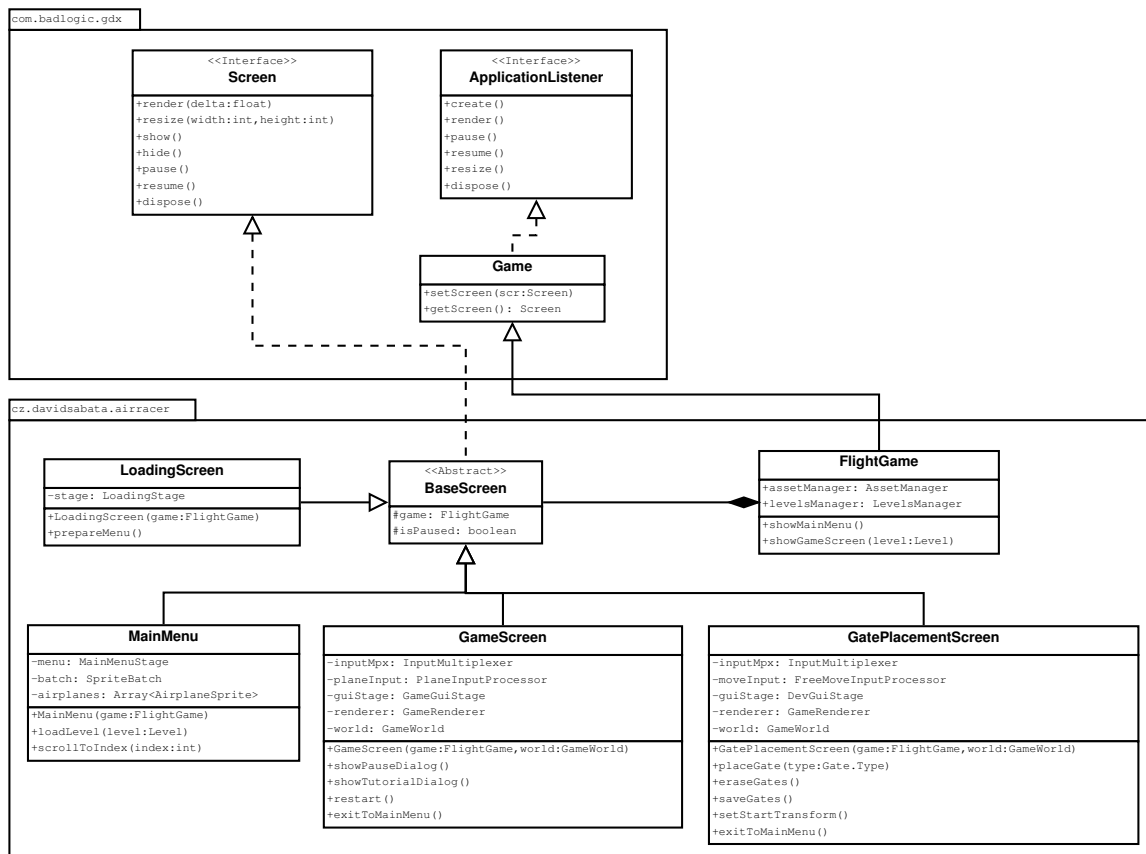 com.badlogic.gdx
<<Interface>>
Screen
+render(delta:float)
+resize(width:int,height:int)
+show()
+hide()
+pause()
+resume()
+dispose()
<<Interface>>
ApplicationListener
+create()
+render()
+pause()
+resume()
+resize()
+dispose()
Game
+setScreen(scr:Screen)
+getScreen(): Screen
cz.davidsabata.airracer
LoadingScreen
-stage: LoadingStage
+LoadingScreen(game:FlightGame)
+prepareMenu()
<<Abstract>>
BaseScreen
#game: FlightGame
#isPaused: boolean
FlightGame
+assetManager: AssetManager
+levelsManager: LevelsManager
+showMainMenu()
+showGameScreen(level:Level)
MainMenu
-menu: MainMenuStage
-batch: SpriteBatch
-airplanes: Array<AirplaneSprite>
+MainMenu(game:FlightGame)
+loadLevel(level:Level)
+scrollToIndex(index:int)
GameScreen
-inputMpx: InputMultiplexer
-planeInput: PlaneInputProcessor
-guiStage: GameGuiStage
-renderer: GameRenderer
-world: GameWorld
+GameScreen(game:FlightGame,world:GameWorld)
+showPauseDialog()
+showTutorialDialog()
+restart()
+exitToMainMenu()
GatePlacementScreen
-inputMpx: InputMultiplexer
-moveInput: FreeMoveInputProcessor
-guiStage: DevGuiStage
-renderer: GameRenderer
-world: GameWorld
+GatePlacementScreen(game:FlightGame,world:GameWorld)
+placeGate(type:Gate.Type)
+eraseGates()
+saveGates()
+setStartTransform()
+exitToMainMenu()